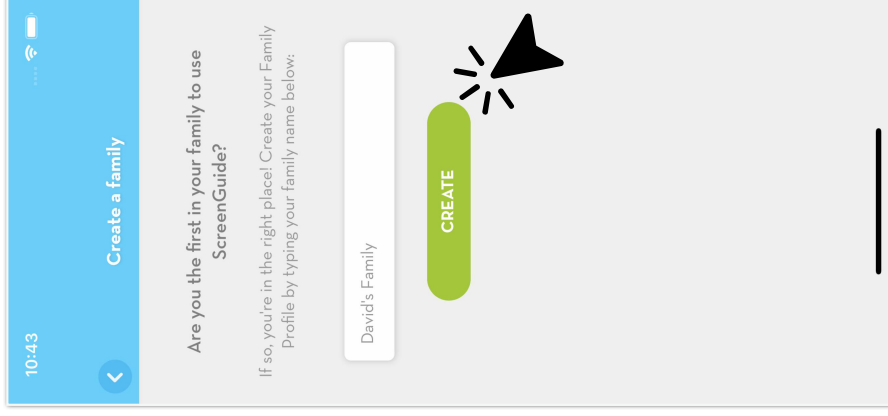 10:43
Create a family
Are you the first in your family to use
ScreenGuide?
If so, you're in the right place! Create your Family
Profile by typing your family name below:
David's Family
CREATE